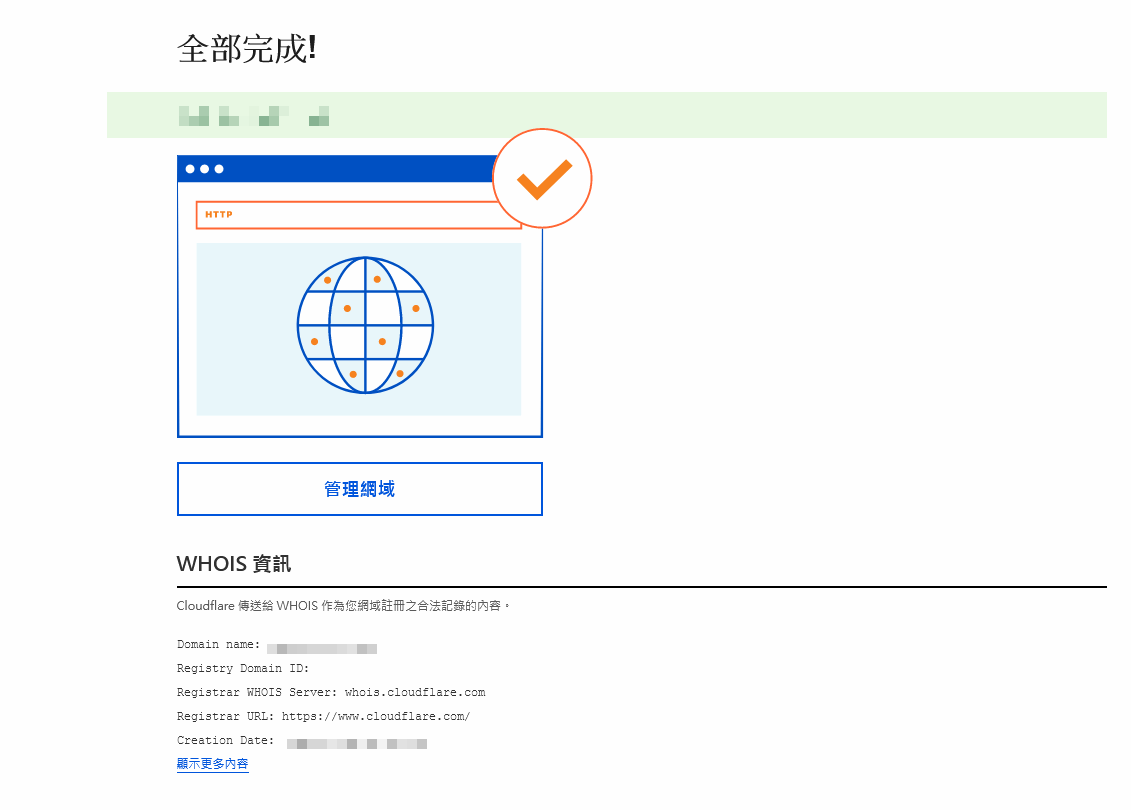 全部完成!
HTTP
管理網域
WHOIS 資訊
Cloudflare 傳送給 WHOIS 作為您網域註冊之合法記錄的內容。
Domain name:
Registry Domain ID:
Registrar WHOIS Server: whois.cloudflare.com
Registrar URL: https://www.cloudflare.com/
Creation Date:
顯示更多內容